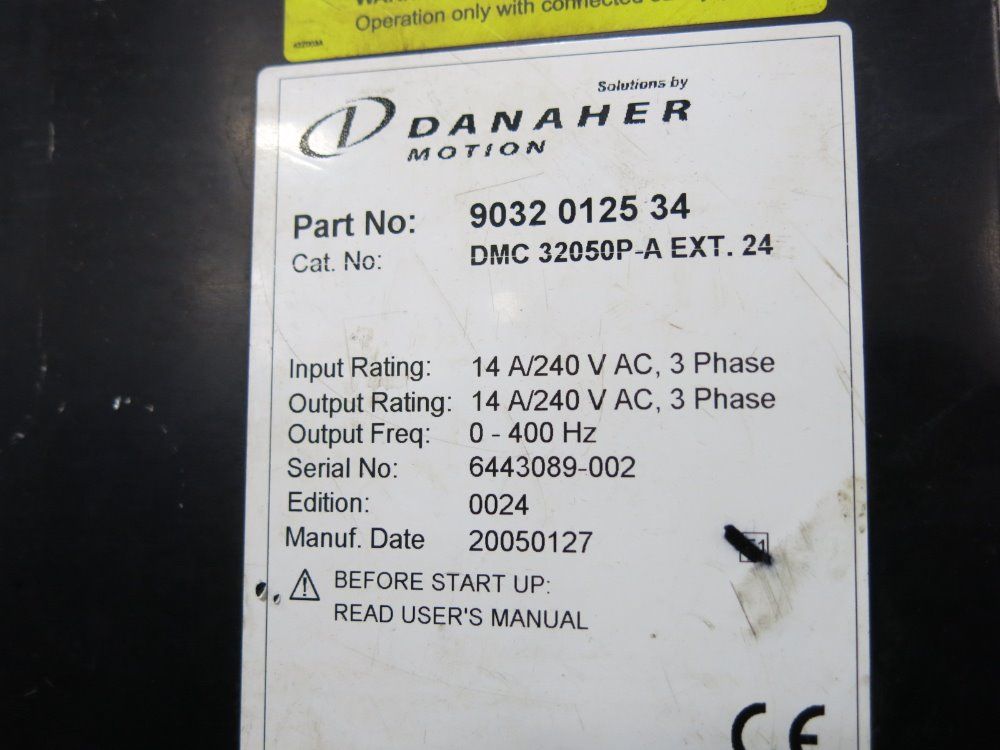 Operation only with connected
432003A
Solutions by
DANAHER
MOTION
Part No: 9032 0125 34
Cat. No: DMC 32050P-A EXT. 24
Input Rating: 14 A/240 V AC, 3 Phase
Output Rating: 14 A/240 V AC, 3 Phase
Output Freq: 0 - 400 Hz
Serial No: 6443089-002
Edition: 0024
Manuf. Date 20050127
BEFORE START UP:
READ USER'S MANUAL
CE